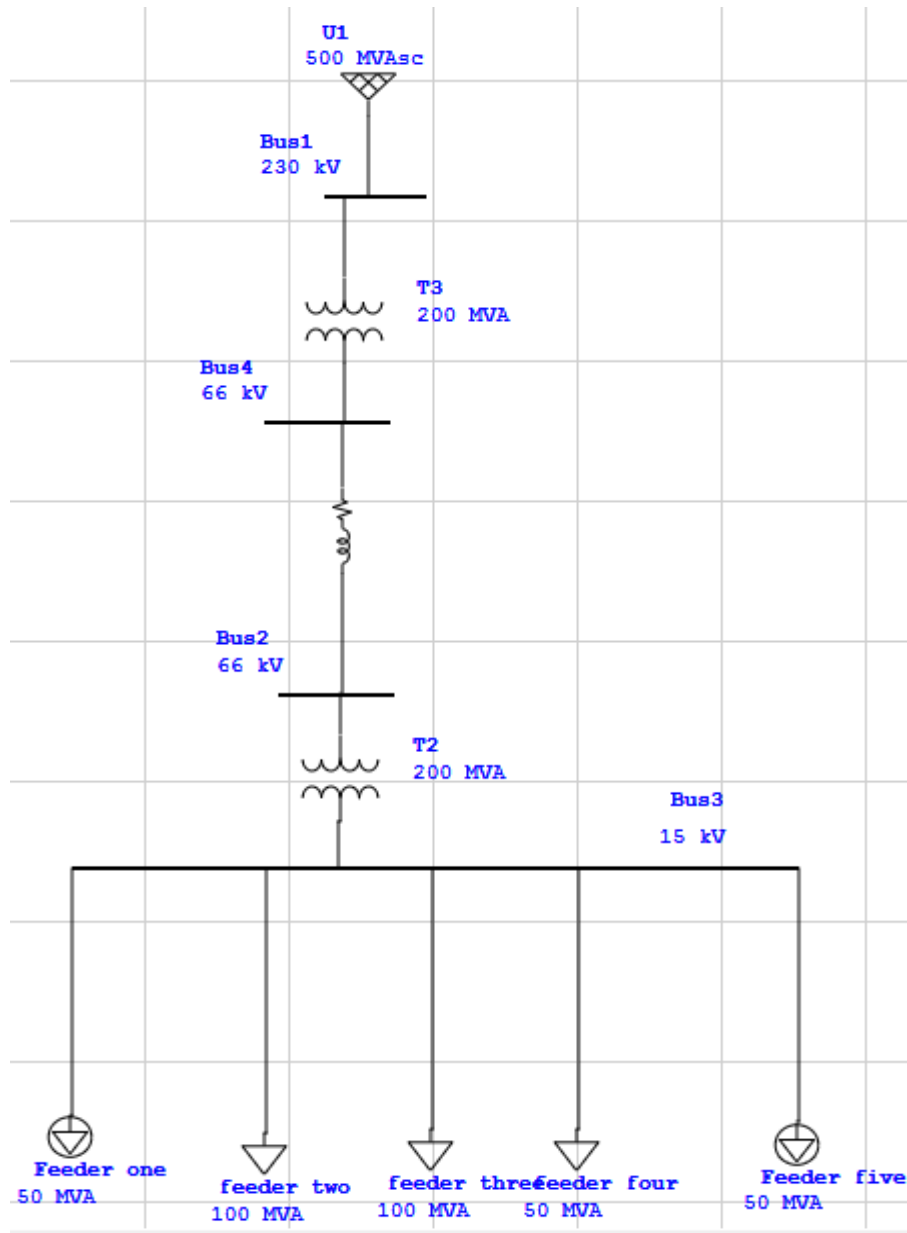 U1
500 MVAsc
Bus1
230 kV
T3
200 MVA
Bus4
66 kV
Bus2
66 kV
T2
200 MVA
Bus3
15 kV
Feeder one
50 MVA
feeder two
100 MVA
feeder three
100 MVA
feeder four
50 MVA
Feeder five
50 MVA